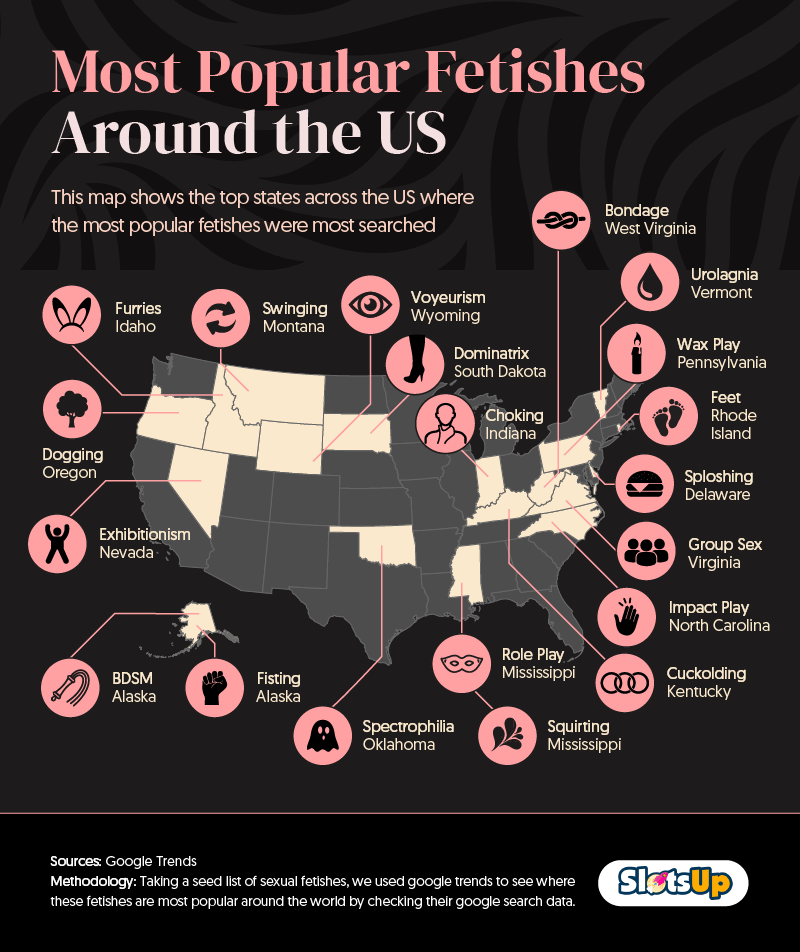 Most Popular Fetishes
Around the US
This map shows the top states across the US where
the most popular fetishes were most searched
Bondage
West Virginia
Urolagnia
Vermont
Furries
Idaho
Swinging
Montana
Voyeurism
Wyoming
Dominatrix
South Dakota
Wax Play
Pennsylvania
Choking
Indiana
Feet
Rhode
Island
Dogging
Oregon
Sploshing
Delaware
Exhibitionism
Nevada
Group Sex
Virginia
Impact Play
North Carolina
Role Play
Mississippi
Cuckolding
Kentucky
BDSM
Alaska
Fisting
Alaska
Spectrophilia
Oklahoma
Squirting
Mississippi
Sources: Google Trends
Methodology: Taking a seed list of sexual fetishes, we used google trends to see where
these fetishes are most popular around the world by checking their google search data.
SlotsUp